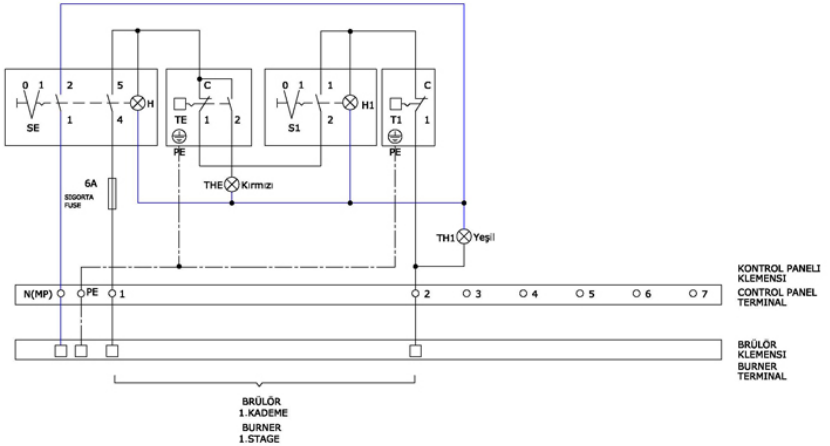 0 1 2 5
H
SE
1 4
C
TE
1 2
PE
0 1 1
H1
S1
2
C
T1
1
PE
6A
SIGORTA
FUSE
THE Kırmızı
TH1 Yeşil
N(MP) PE 1 2 3 4 5 6 7
KONTROL PANELİ
KLEMENSI
CONTROL PANEL
TERMINAL
BRÜLÖR
KLEMENSI
BURNER
TERMINAL
BRÜLÖR
1.KADEME
BURNER
1.STAGE